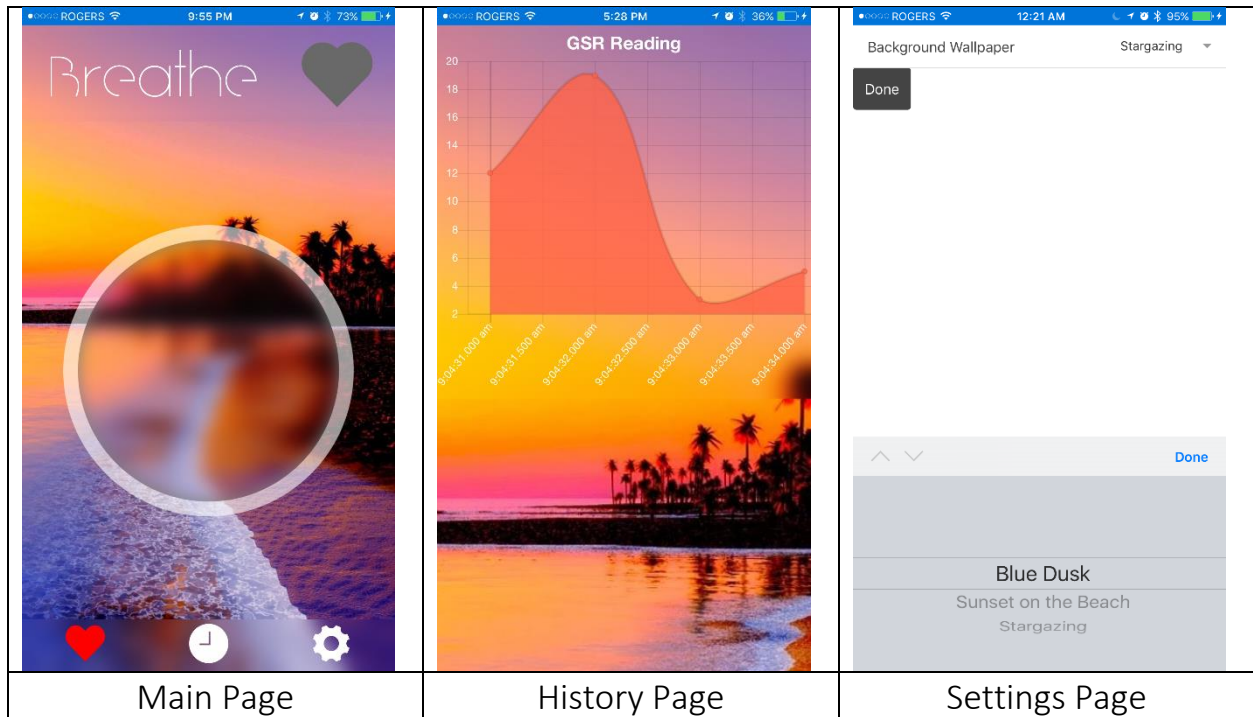 ROGERS 9:55 PM 73%
Breathe
Main Page
ROGERS 5:28 PM 36%
GSR Reading
20
18
16
14
12
10
8
6
4
2
9:04:31.000 am
9:04:31.500 am
9:04:32.000 am
9:04:32.500 am
9:04:33.000 am
9:04:33.500 am
9:04:34.000 am
History Page
ROGERS 12:21 AM 95%
Background Wallpaper Stargazing
Done
Done
Blue Dusk
Sunset on the Beach
Stargazing
Settings Page